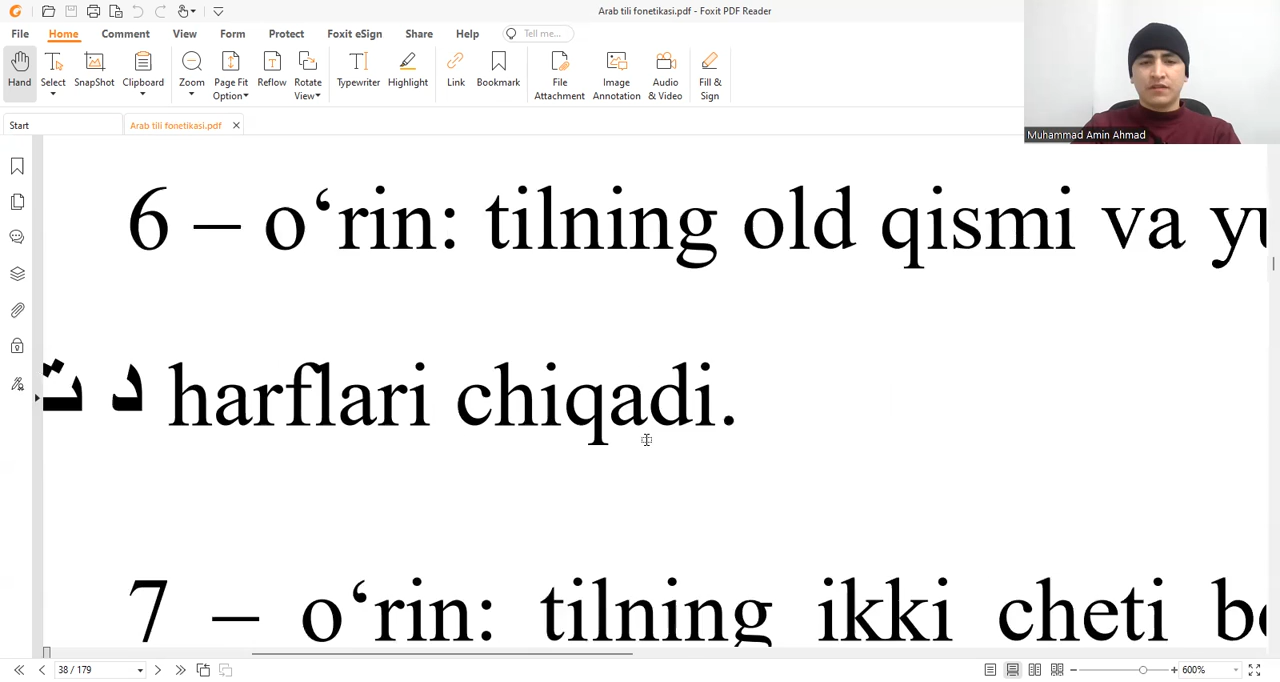 Arab tili fonetikasi.pdf - Foxit PDF Reader
File Home Comment View Form Protect Foxit eSign Share Help Tell me...
Hand Select SnapShot Clipboard Zoom Page Fit Option Reflow Rotate View Typewriter Highlight Link Bookmark File Attachment Image Annotation Audio & Video Fill & Sign
Muhammad Amin Ahmad
Start Arab tili fonetikasi.pdf
6 – o‘rin: tilning old qismi va
د ت harflari chiqadi.
7 – o‘rin: tilning ikki cheti
38 / 179 600%